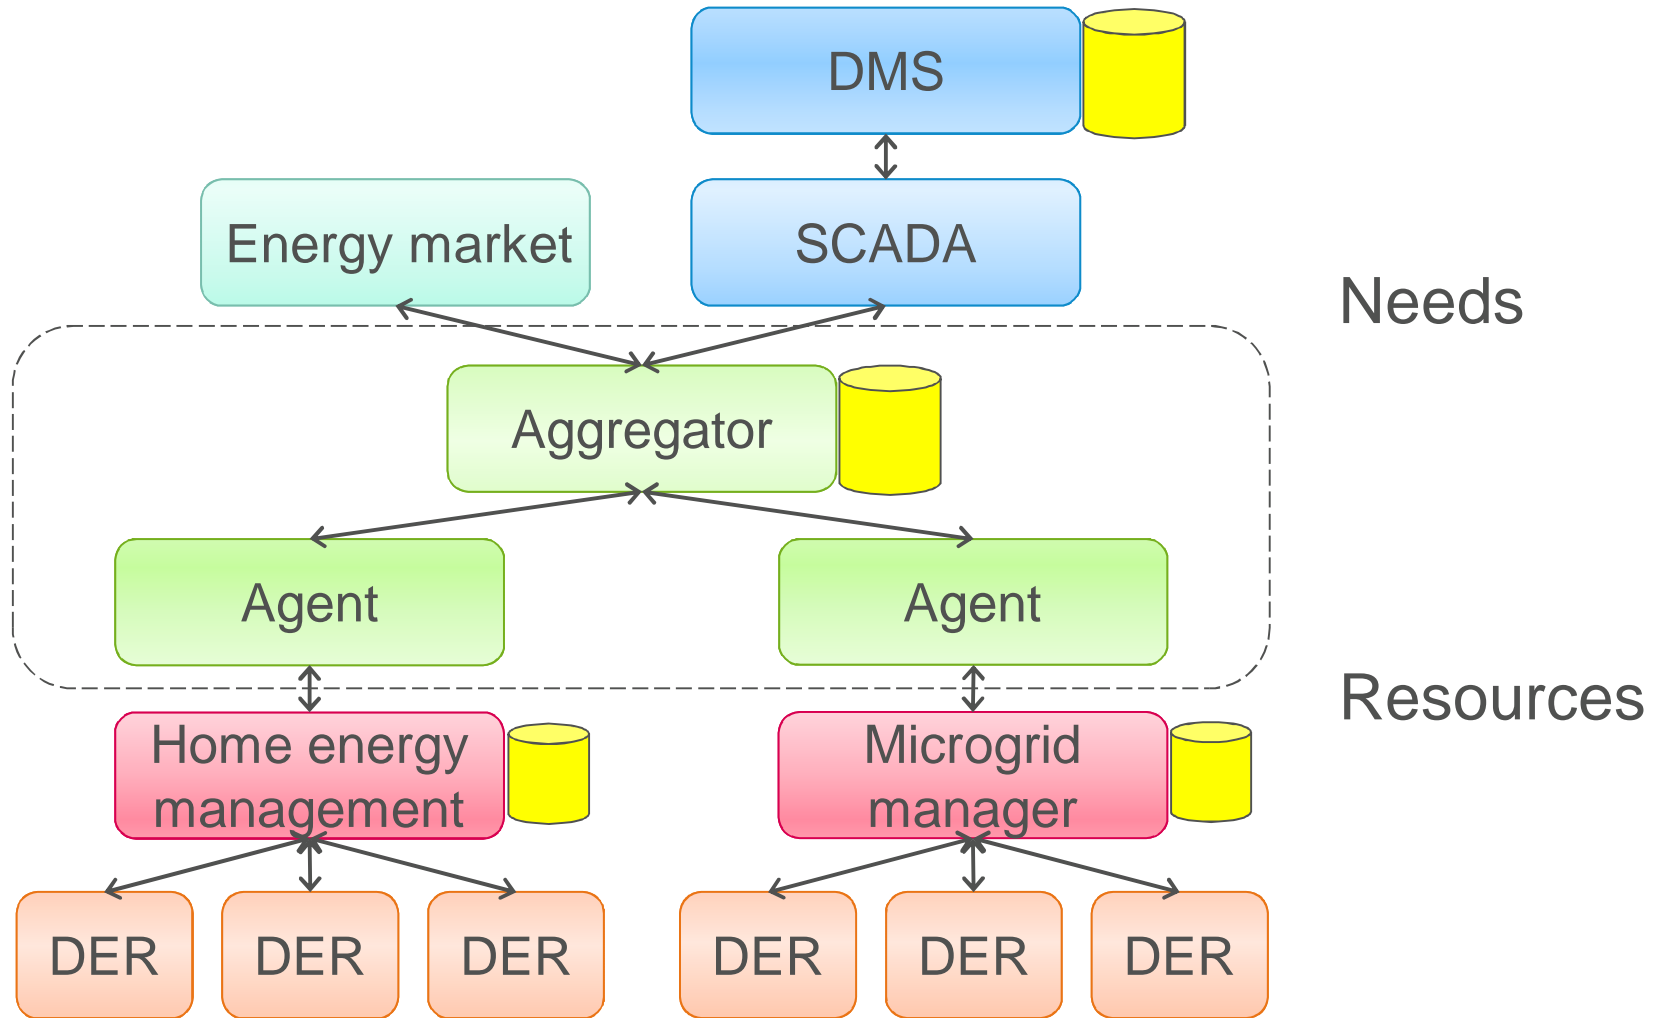 DMS
Energy market
SCADA
Needs
Aggregator
Agent
Agent
Resources
Home energy
management
Microgrid
manager
DER
DER
DER
DER
DER
DER